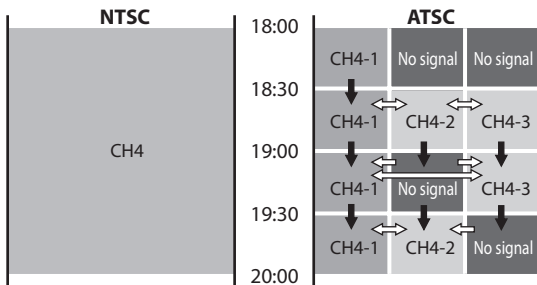 NTSC
ATSC
18:00
CH4-1 No signal No signal
18:30
CH4-1 CH4-2 CH4-3
CH4
19:00
CH4-1 No signal CH4-3
19:30
CH4-1 CH4-2 No signal
20:00